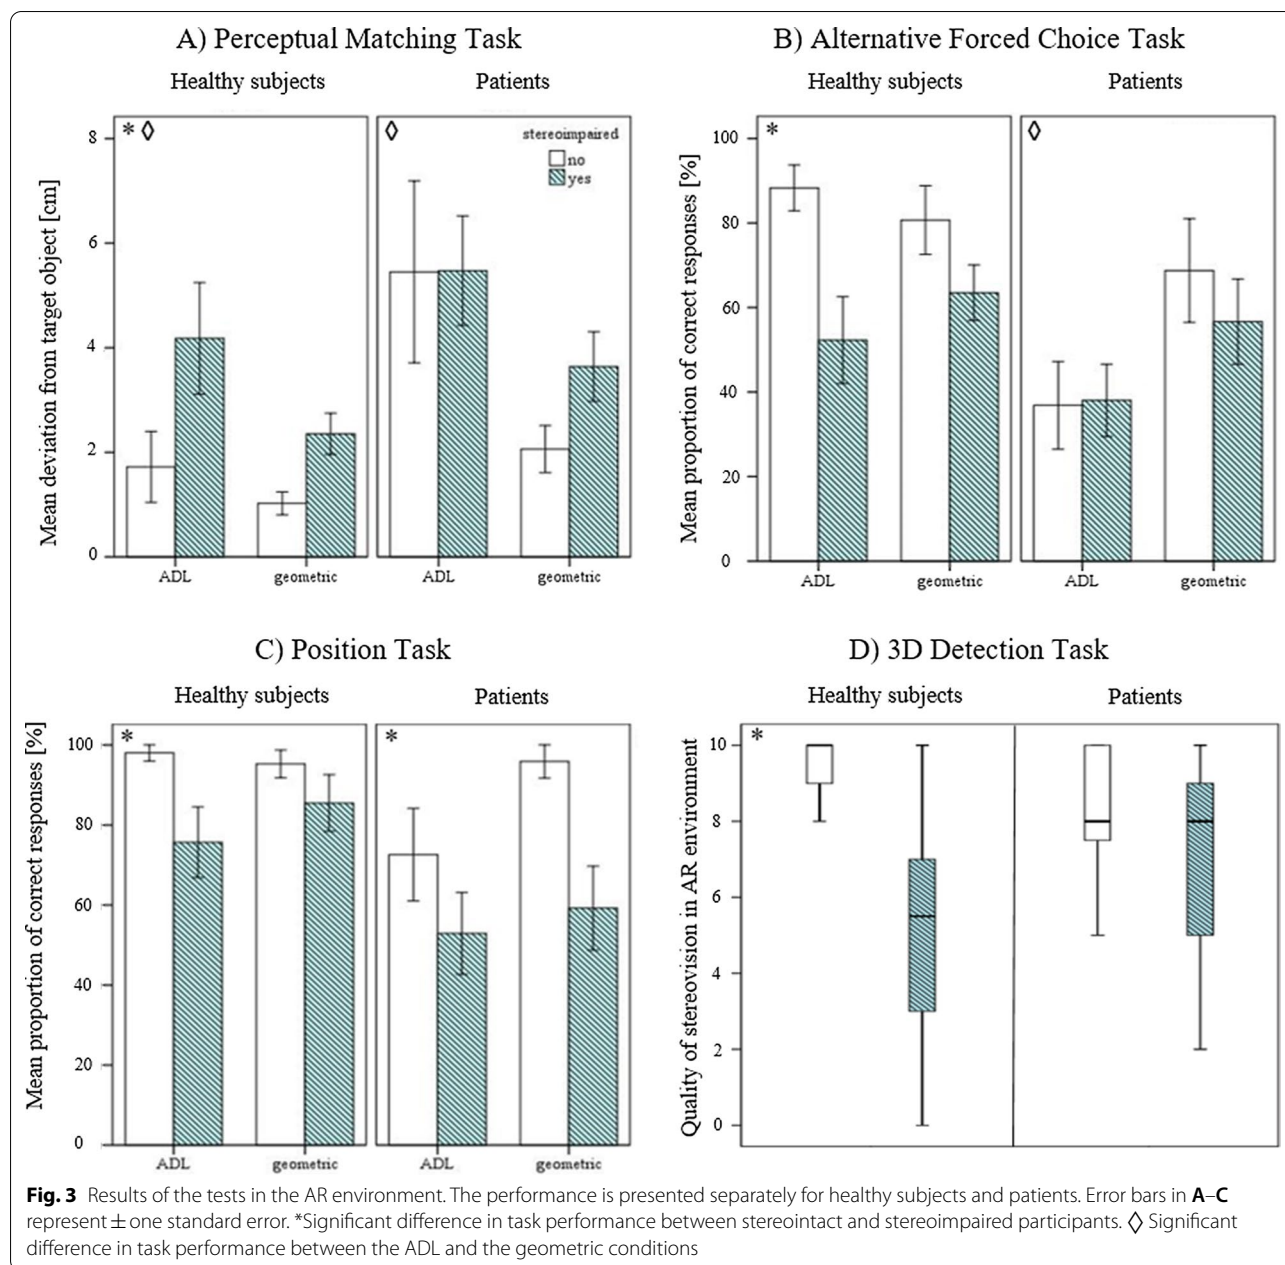 A) Perceptual Matching Task
Healthy subjects
Patients
Mean deviation from target object [cm]
8
6
4
2
0
* ◊
◊
stereoimpaired
no
yes
ADL
geometric
ADL
geometric
B) Alternative Forced Choice Task
Healthy subjects
Patients
Mean proportion of correct responses [%]
100
80
60
40
20
0
*
◊
ADL
geometric
ADL
geometric
C) Position Task
Healthy subjects
Patients
Mean proportion of correct responses [%]
100
80
60
40
20
0
*
*
ADL
geometric
ADL
geometric
D) 3D Detection Task
Healthy subjects
Patients
Quality of stereovision in AR environment
10
8
6
4
2
0
*
Fig. 3 Results of the tests in the AR environment. The performance is presented separately for healthy subjects and patients. Error bars in A–C
represent ± one standard error. *Significant difference in task performance between stereointact and stereoimpaired participants. ◊ Significant
difference in task performance between the ADL and the geometric conditions